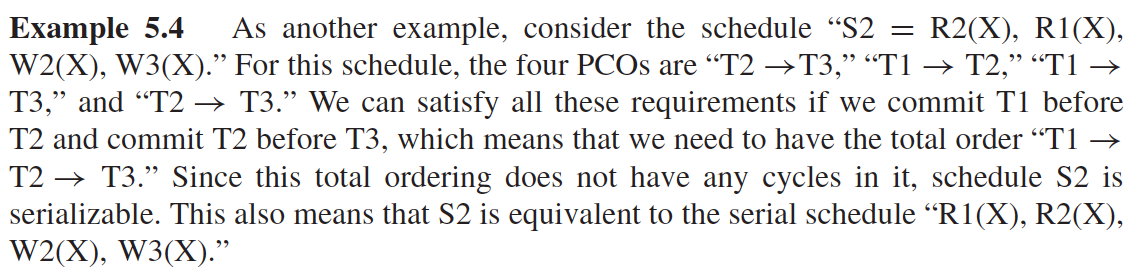 Example 5.4 As another example, consider the schedule “S2 = R2(X), R1(X),
W2(X), W3(X).” For this schedule, the four PCOs are “T2 →T3,” “T1 → T2,” “T1 →
T3,” and “T2 → T3.” We can satisfy all these requirements if we commit T1 before
T2 and commit T2 before T3, which means that we need to have the total order “T1 →
T2 → T3.” Since this total ordering does not have any cycles in it, schedule S2 is
serializable. This also means that S2 is equivalent to the serial schedule “R1(X), R2(X),
W2(X), W3(X).”